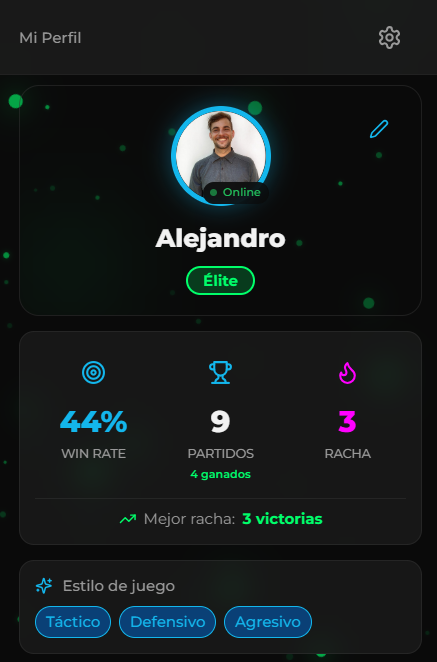 Mi Perfil
Online
Alejandro
Élite
44% 9 3
WIN RATE PARTIDOS RACHA
4 ganados
Mejor racha: 3 victorias
Estilo de juego
Táctico Defensivo Agresivo